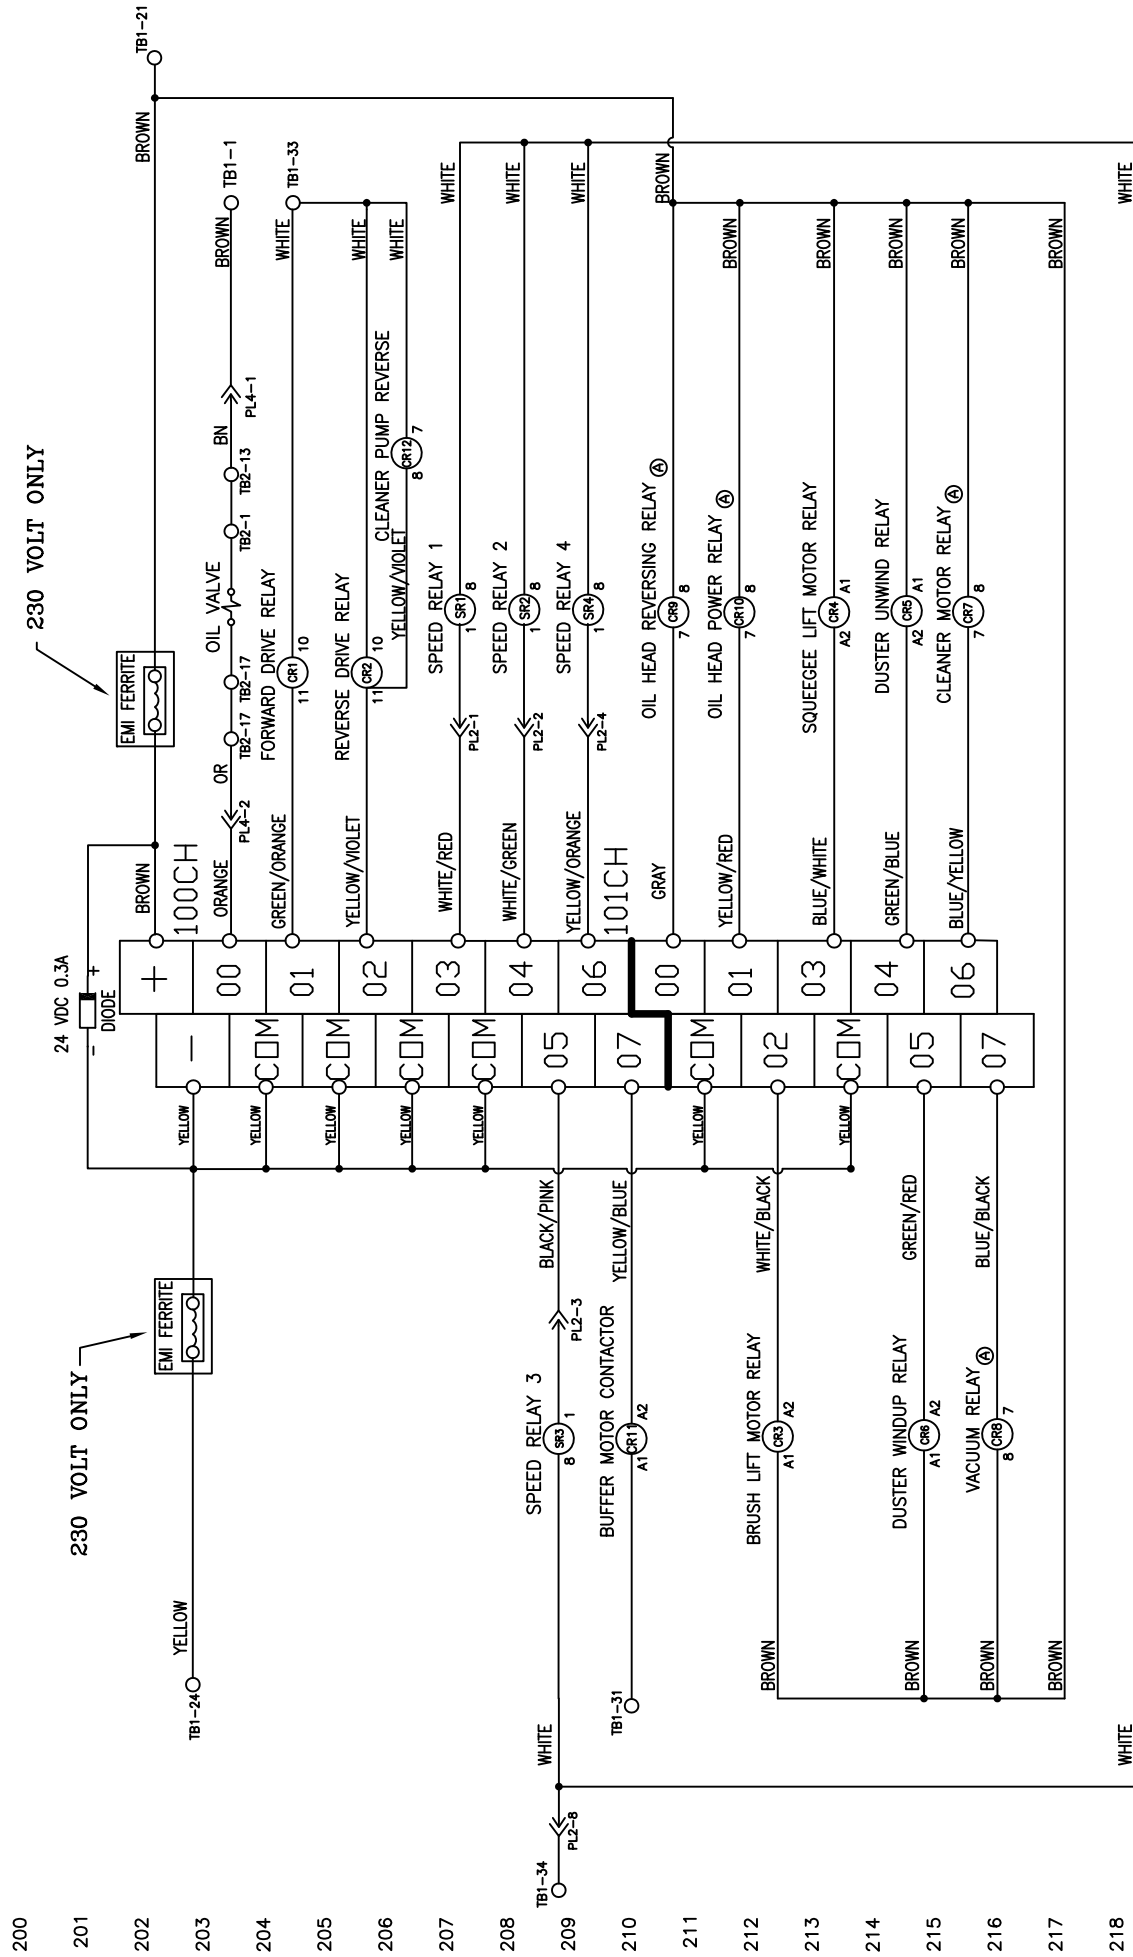 200
201
202
203
204
205
206
207
208
209
210
211
212
213
214
215
216
217
218
230 VOLT ONLY
EMI FERRITE
YELLOW
TB1-24
230 VOLT ONLY
EMI FERRITE
24 VDC 0.3A
- +
DIODE
BROWN
BROWN
TB1-21
100CH
ORANGE
PL4-2
OR
TB2-17
TB2-17
OIL VALVE
TB2-1
TB2-13
BN
PL4-1
BROWN
TB1-1
GREEN/ORANGE
FORWARD DRIVE RELAY
11 CR1 10
WHITE
TB1-33
YELLOW/VIOLET
REVERSE DRIVE RELAY
11 CR2 10
WHITE
YELLOW/VIOLET
CLEANER PUMP REVERSE
8 CR12 7
WHITE
WHITE/RED
PL2-1
SPEED RELAY 1
1 SR1 8
WHITE
WHITE/GREEN
PL2-2
SPEED RELAY 2
1 SR2 8
WHITE
YELLOW/ORANGE
PL2-4
SPEED RELAY 4
1 SR4 8
WHITE
101CH
GRAY
OIL HEAD REVERSING RELAY A
7 CR9 8
BROWN
YELLOW/RED
OIL HEAD POWER RELAY A
7 CR10 8
BROWN
BLUE/WHITE
SQUEEGEE LIFT MOTOR RELAY
A2 CR4 A1
BROWN
GREEN/BLUE
DUSTER UNWIND RELAY
A2 CR5 A1
BROWN
BLUE/YELLOW
CLEANER MOTOR RELAY A
7 CR7 8
BROWN
+
00
01
02
03
04
06
00
01
03
04
06
-
COM
COM
COM
COM
05
07
COM
02
COM
05
07
YELLOW
YELLOW
YELLOW
YELLOW
YELLOW
YELLOW
YELLOW
TB1-34
PL2-8
WHITE
SPEED RELAY 3
8 SR3 1
PL2-3
BLACK/PINK
TB1-31
BUFFER MOTOR CONTACTOR
A1 CR11 A2
YELLOW/BLUE
BROWN
BRUSH LIFT MOTOR RELAY
A1 CR3 A2
WHITE/BLACK
BROWN
DUSTER WINDUP RELAY
A1 CR6 A2
GREEN/RED
BROWN
VACUUM RELAY A
8 CR8 7
BLUE/BLACK
BROWN
BROWN
WHITE
WHITE